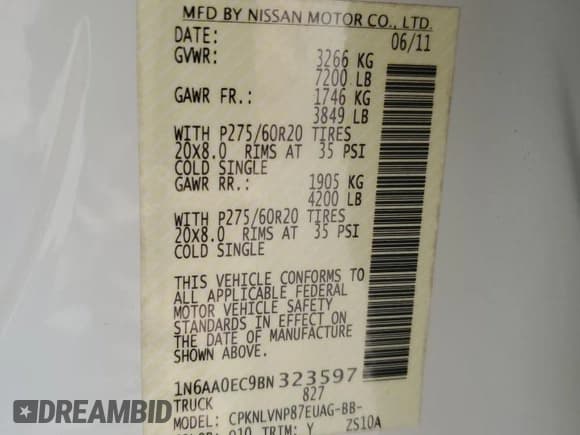 MFD BY NISSAN MOTOR CO., LTD.
DATE: 06/11
GVWR: 3266 KG
7200 LB
GAWR FR.: 1746 KG
3849 LB
WITH P275/60R20 TIRES
20X8.0 RIMS AT 35 PSI
COLD SINGLE
GAWR RR.: 1905 KG
4200 LB
WITH P275/60R20 TIRES
20X8.0 RIMS AT 35 PSI
COLD SINGLE
THIS VEHICLE CONFORMS TO
ALL APPLICABLE FEDERAL
MOTOR VEHICLE SAFETY
STANDARDS IN EFFECT ON
THE DATE OF MANUFACTURE
SHOWN ABOVE.
1N6AA0EC9BN 323597
TRUCK 827
MODEL: CPKNLVNP87EUAG-BB-
TRIM: Y ZS10A
DREAMBID